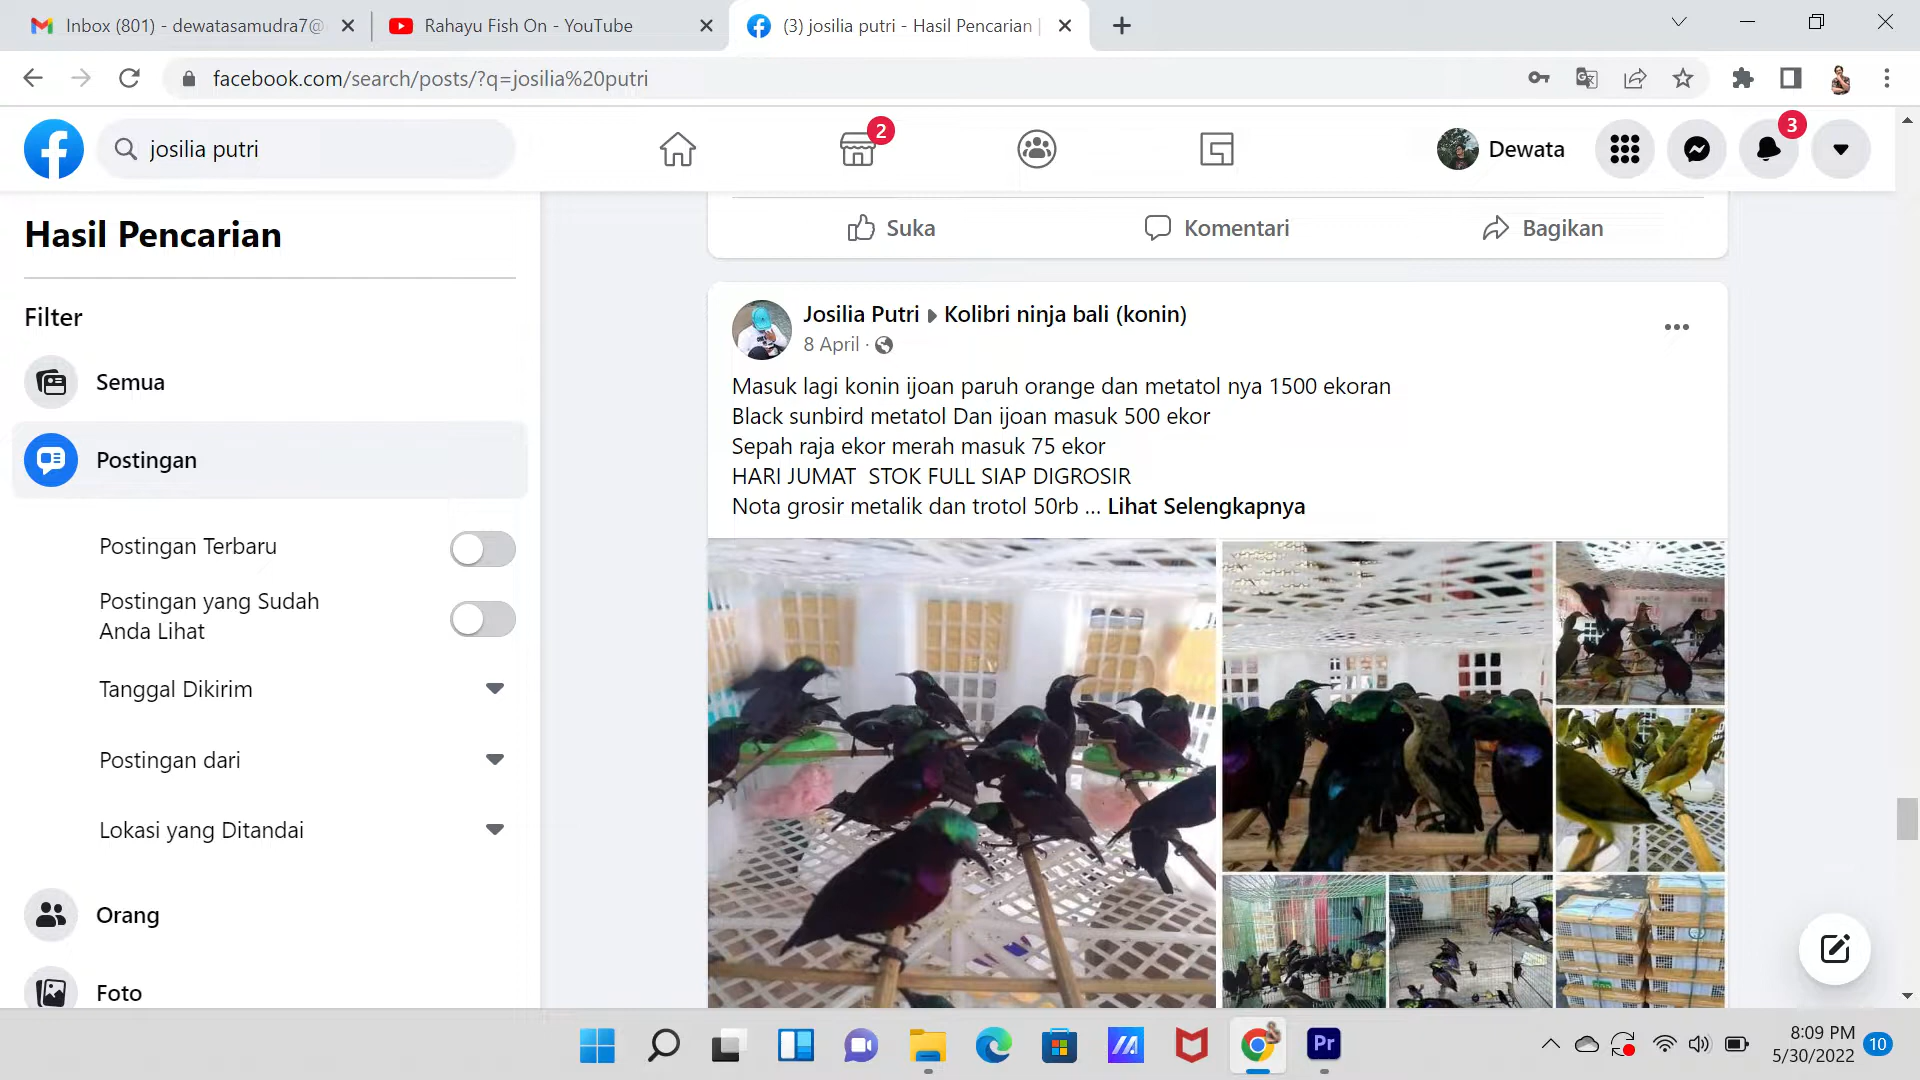 Inbox (801) - dewatasamudra7@
Rahayu Fish On - YouTube
(3) josilia putri - Hasil Pencarian |
facebook.com/search/posts/?q=josilia%20putri
josilia putri
2
Dewata
3
Hasil Pencarian
Filter
Semua
Postingan
Postingan Terbaru
Postingan yang Sudah
Anda Lihat
Tanggal Dikirim
Postingan dari
Lokasi yang Ditandai
Orang
Foto
Suka
Komentari
Bagikan
Josilia Putri ▸ Kolibri ninja bali (konin)
8 April ·
Masuk lagi konin ijoan paruh orange dan metatol nya 1500 ekoran
Black sunbird metatol Dan ijoan masuk 500 ekor
Sepah raja ekor merah masuk 75 ekor
HARI JUMAT  STOK FULL SIAP DIGROSIR
Nota grosir metalik dan trotol 50rb ... Lihat Selengkapnya
Pr
8:09 PM
5/30/2022
10